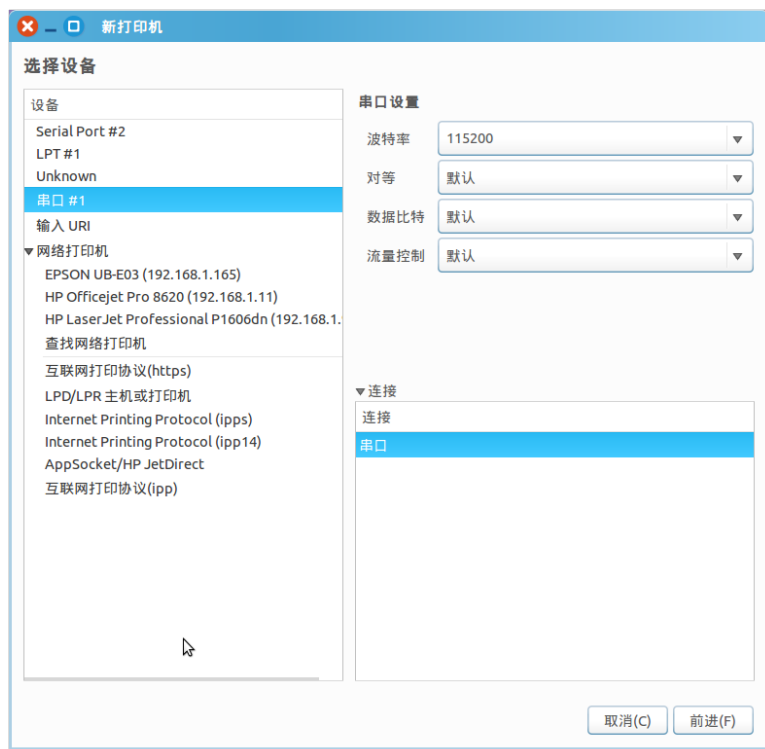 新打印机
选择设备
设备
Serial Port #2
LPT #1
Unknown
串口 #1
输入 URI
网络打印机
EPSON UB-E03 (192.168.1.165)
HP Officejet Pro 8620 (192.168.1.11)
HP LaserJet Professional P1606dn (192.168.1.
查找网络打印机
互联网打印协议(https)
LPD/LPR 主机或打印机
Internet Printing Protocol (ipps)
Internet Printing Protocol (ipp14)
AppSocket/HP JetDirect
互联网打印协议(ipp)
串口设置
波特率 115200
对等 默认
数据比特 默认
流量控制 默认
连接
连接
串口
取消(C) 前进(F)